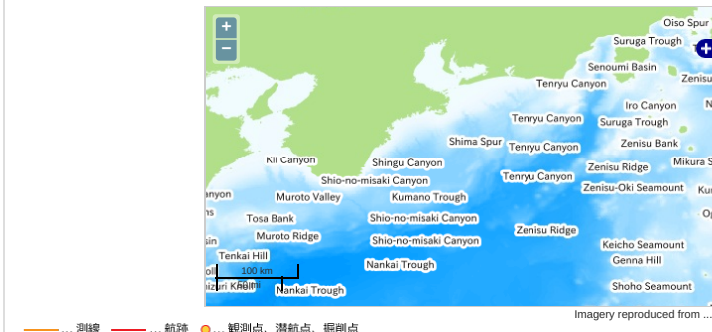 Oiso Spur
+
Suruga Trough
+
−
Senoumi Basin
Tenryu Canyon
Zenisu
Iro Canyon
Tenryu Canyon
Suruga Trough
Shima Spur
Tenryu Canyon
Zenisu Bank
Kii Canyon
Shingu Canyon
Zenisu Ridge
Mikura S
Shio-no-misaki Canyon
Tenryu Canyon
Zenisu-Oki Seamount
Muroto Valley
Kumano Trough
Tosa Bank
Shio-no-misaki Canyon
Muroto Ridge
Shio-no-misaki Canyon
Zenisu Ridge
Keicho Seamount
Tenkai Hill
Genna Hill
Nankai Trough
100 km
50 mi
Nankai Trough
Shoho Seamount
Imagery reproduced from ...
... 測線 ... 航跡 ... 観測点、潜航点、掘削点